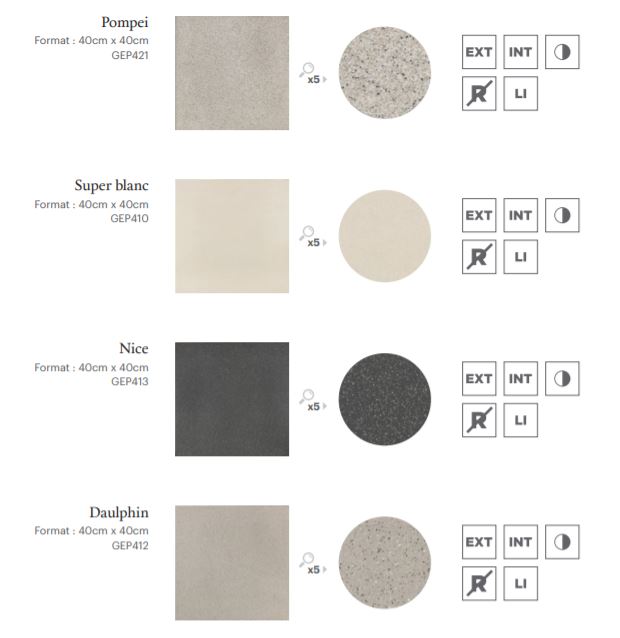 Pompei
Format : 40cm x 40cm
GEP421
x5
EXT INT
R LI
Super blanc
Format : 40cm x 40cm
GEP410
x5
EXT INT
R LI
Nice
Format : 40cm x 40cm
GEP413
x5
EXT INT
R LI
Daulphin
Format : 40cm x 40cm
GEP412
x5
EXT INT
R LI